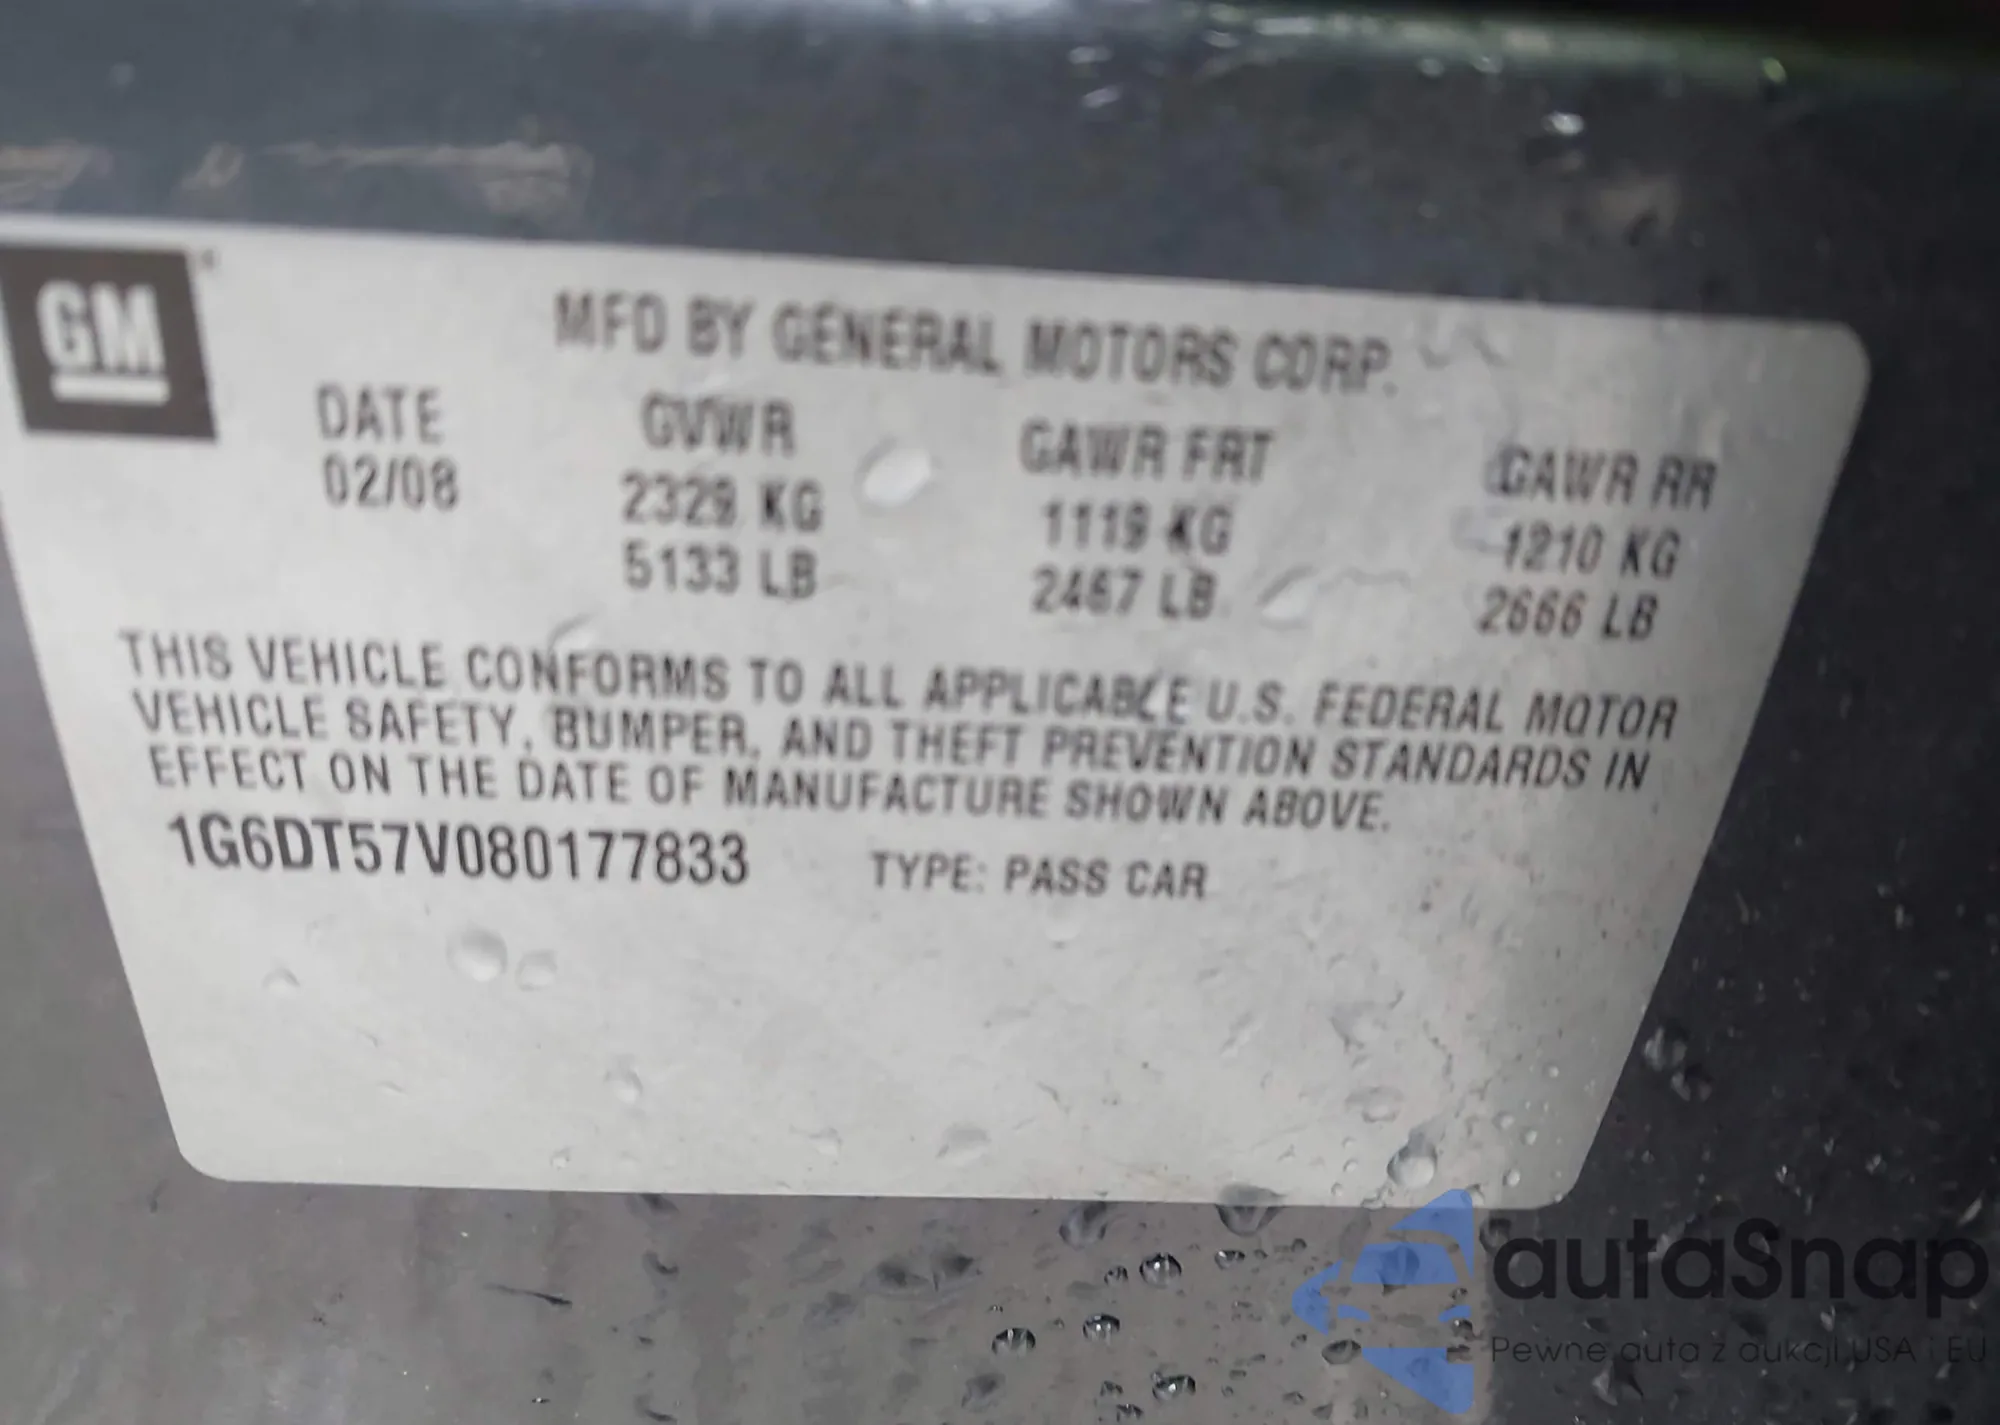 GM
MFD BY GENERAL MOTORS CORP.
DATE GVWR GAWR FRT GAWR RR
02/08 2329 KG 1119 KG 1210 KG
5133 LB 2467 LB 2666 LB
THIS VEHICLE CONFORMS TO ALL APPLICABLE U.S. FEDERAL MOTOR
VEHICLE SAFETY, BUMPER, AND THEFT PREVENTION STANDARDS IN
EFFECT ON THE DATE OF MANUFACTURE SHOWN ABOVE.
1G6DT57V080177833 TYPE: PASS CAR
autaSnap
Pewne auta z aukcji USA i EU